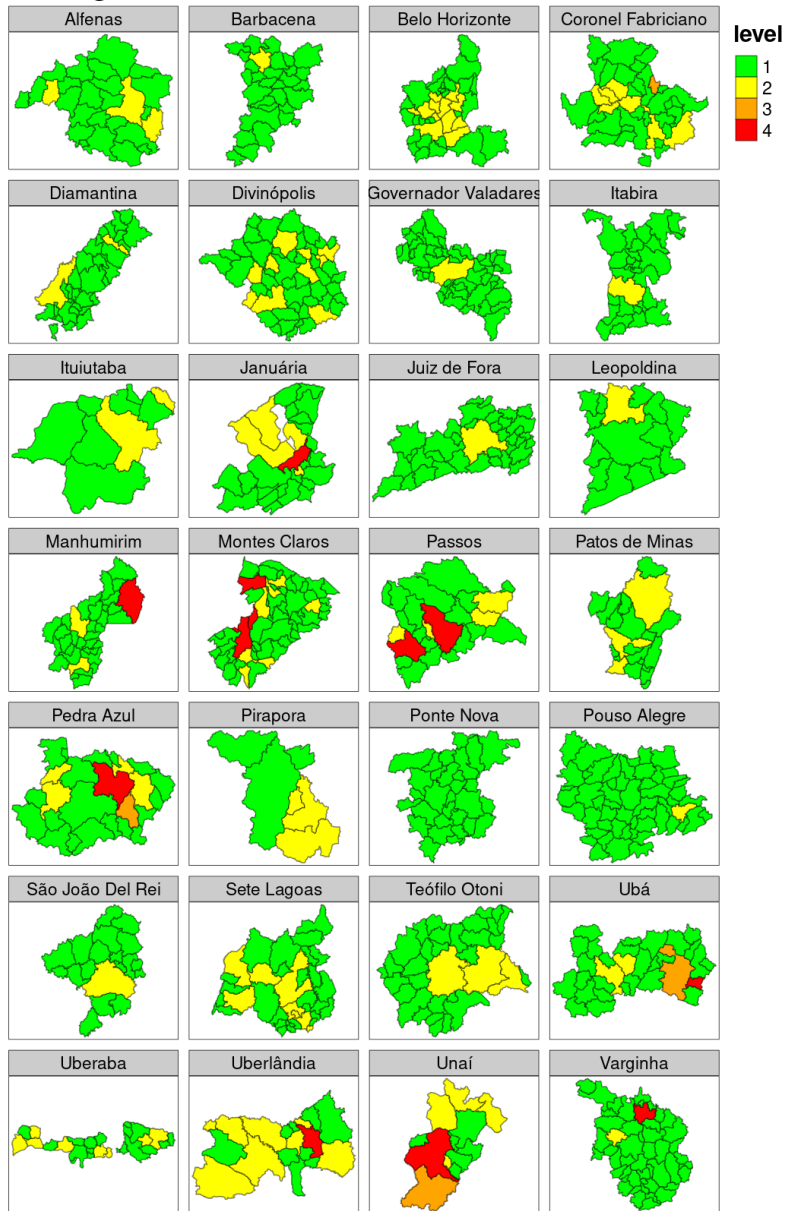 Alfenas
Barbacena
Belo Horizonte
Coronel Fabriciano
level
1
2
3
4
Diamantina
Divinópolis
Governador Valadares
Itabira
Ituiutaba
Januária
Juiz de Fora
Leopoldina
Manhumirim
Montes Claros
Passos
Patos de Minas
Pedra Azul
Pirapora
Ponte Nova
Pouso Alegre
São João Del Rei
Sete Lagoas
Teófilo Otoni
Ubá
Uberaba
Uberlândia
Unaí
Varginha